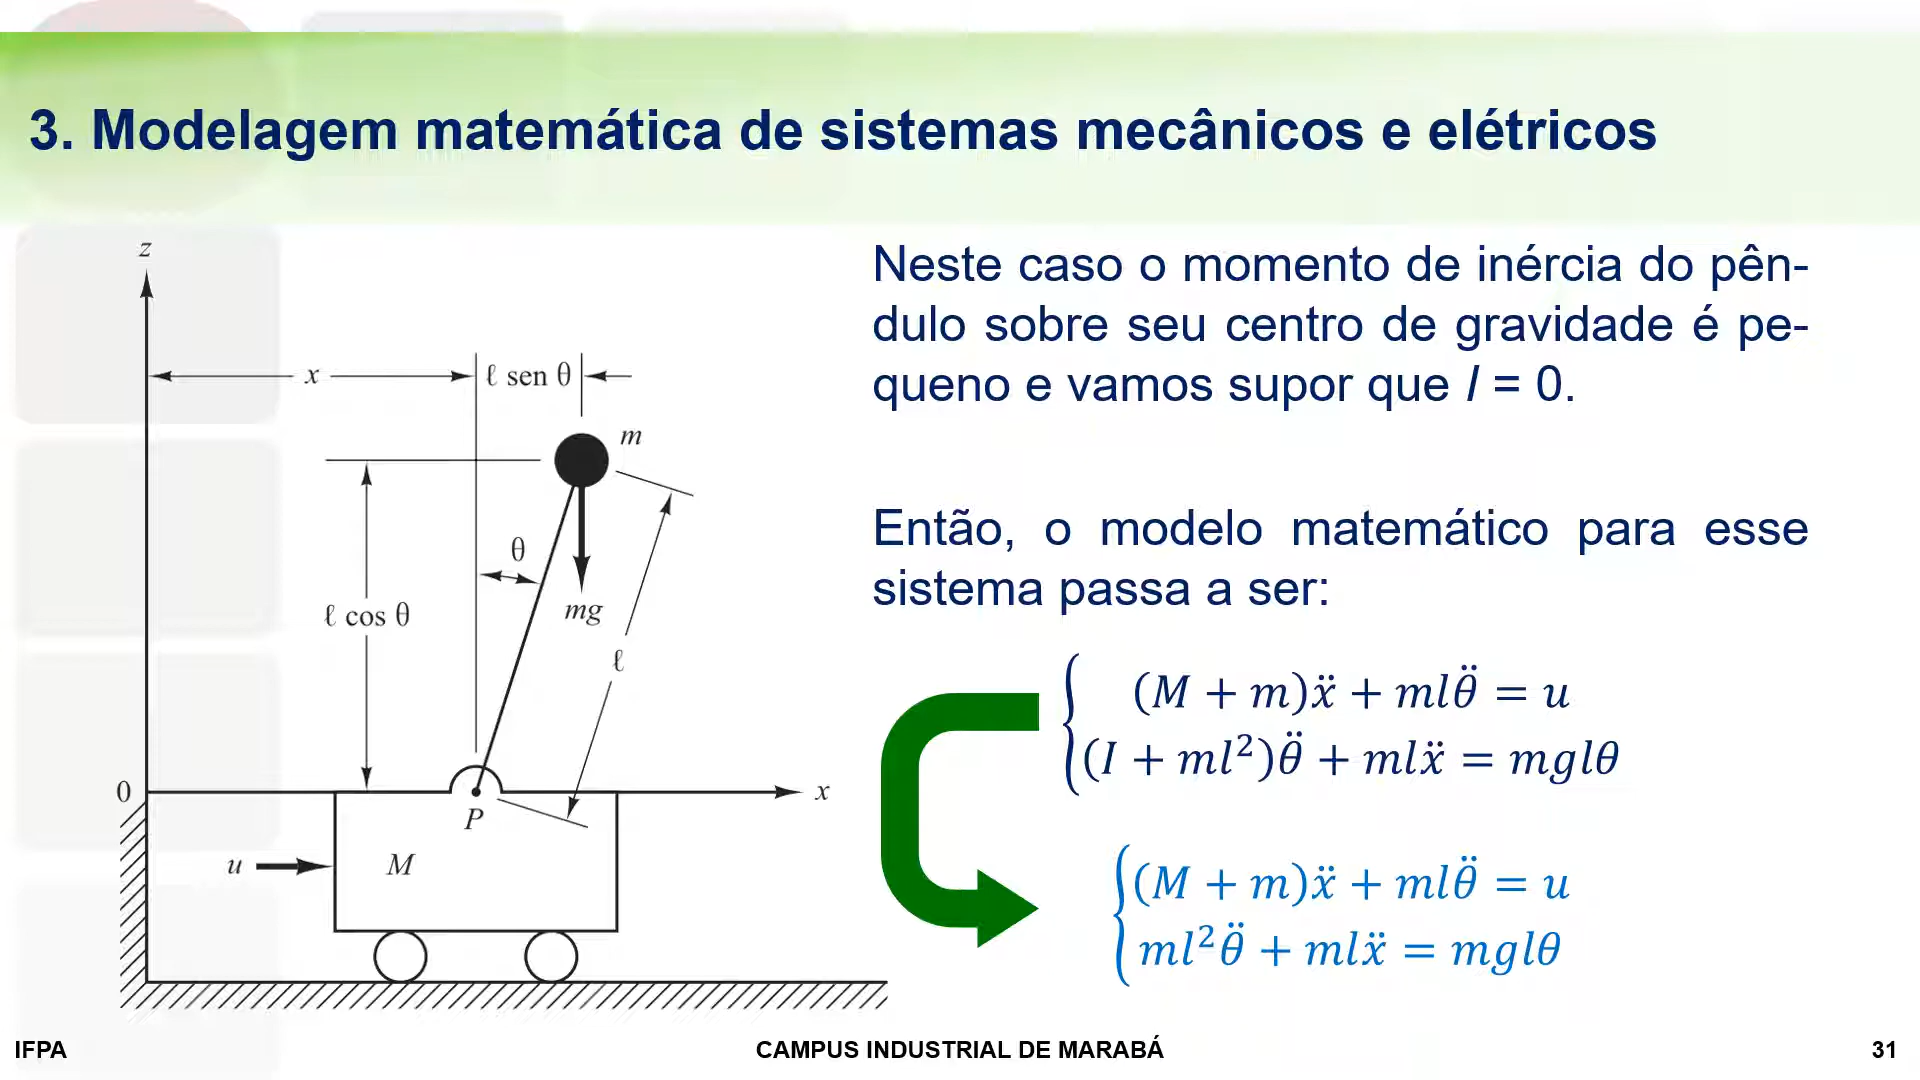 3. Modelagem matemática de sistemas mecânicos e elétricos
z
x
ℓ sen θ
m
θ
mg
ℓ cos θ
ℓ
0
x
P
u
M
Neste caso o momento de inércia do pên-
dulo sobre seu centro de gravidade é pe-
queno e vamos supor que I = 0.
Então, o modelo matemático para esse
sistema passa a ser:
(M + m)ẍ + mlθ̈ = u
(I + ml²)θ̈ + mlẍ = mglθ
(M + m)ẍ + mlθ̈ = u
ml²θ̈ + mlẍ = mglθ
IFPA
CAMPUS INDUSTRIAL DE MARABÁ
31